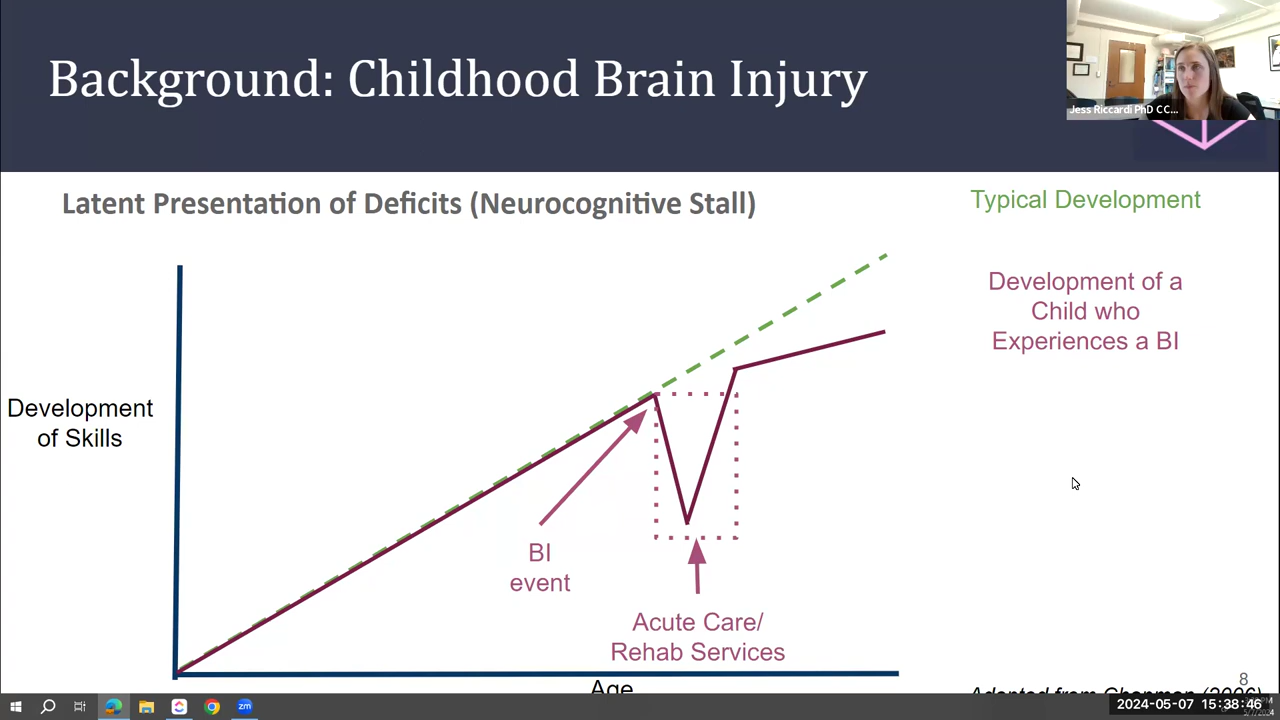 Background: Childhood Brain Injury
Jess Riccardi PhD CC...
Latent Presentation of Deficits (Neurocognitive Stall)
Typical Development
Development of a
Child who
Experiences a BI
Development
of Skills
BI
event
Acute Care/
Rehab Services
Age
8
Adapted from Chapman (2006)
2024-05-07 15:38:46